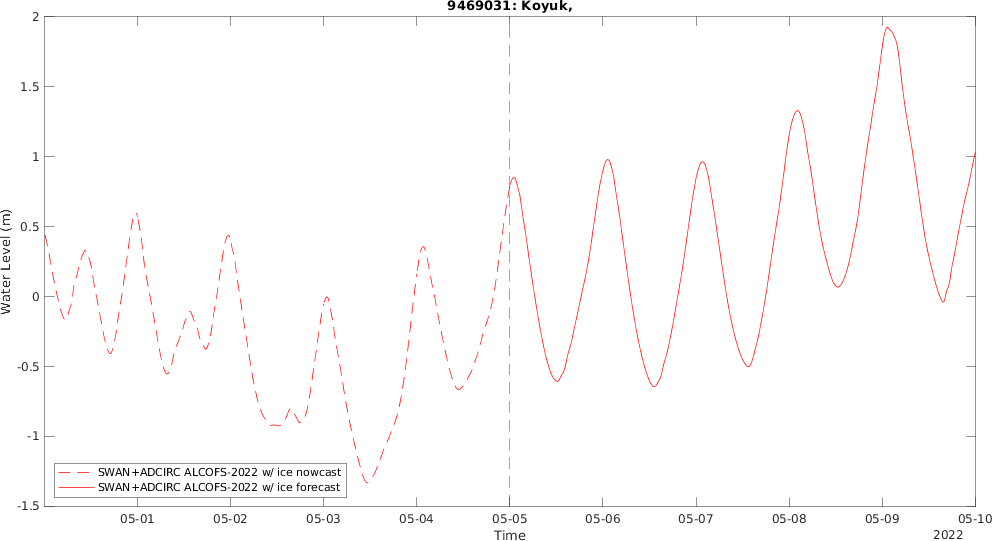 9469031: Koyuk,
Water Level (m)
2
1.5
1
0.5
0
-0.5
-1
-1.5
SWAN+ADCIRC ALCOFS-2022 w/ ice nowcast
SWAN+ADCIRC ALCOFS-2022 w/ ice forecast
05-01 05-02 05-03 05-04 05-05 05-06 05-07 05-08 05-09 05-10
Time
2022